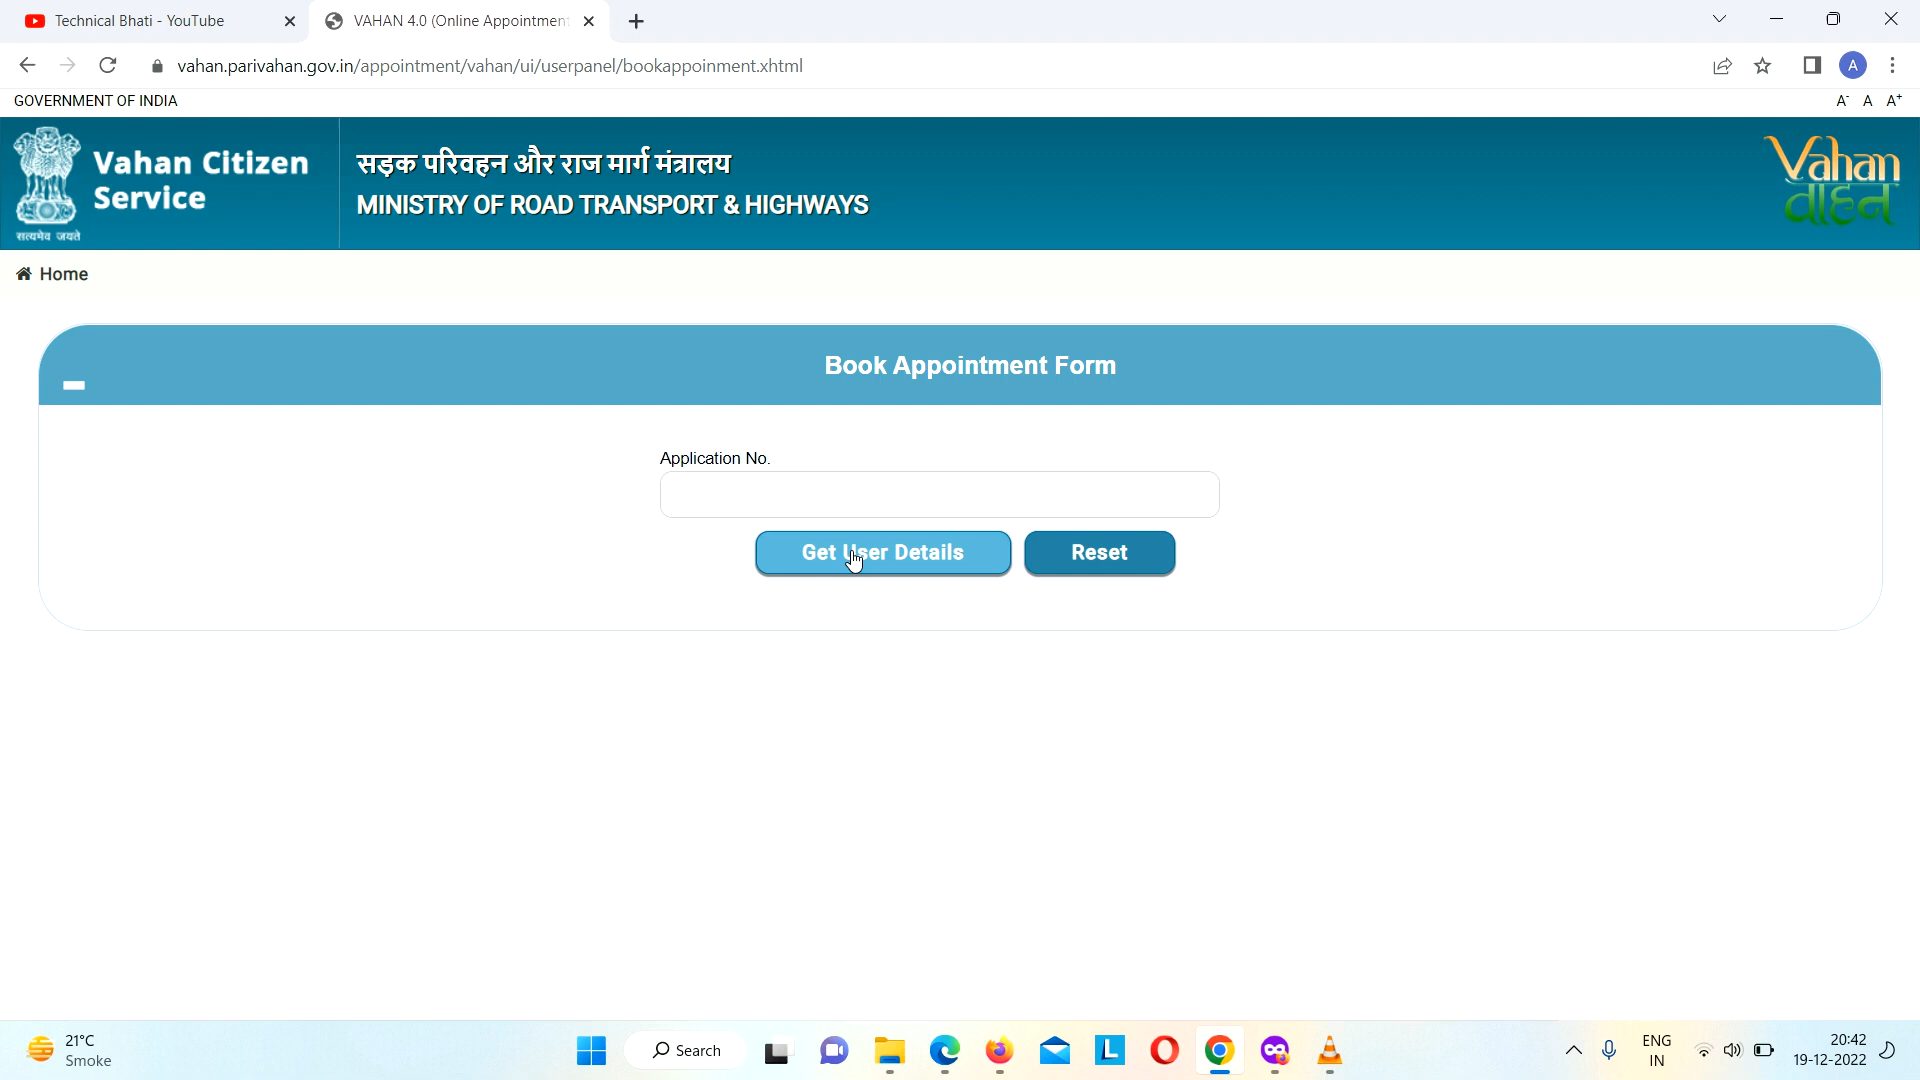 Technical Bhati - YouTube
VAHAN 4.0 (Online Appointmen
vahan.parivahan.gov.in/appointment/vahan/ui/userpanel/bookappoinment.xhtml
A
GOVERNMENT OF INDIA
A- A A+
Vahan Citizen
Service
सत्यमेव जयते
सड़क परिवहन और राज मार्ग मंत्रालय
MINISTRY OF ROAD TRANSPORT & HIGHWAYS
Vahan
वाहन
Home
Book Appointment Form
Application No.
Get User Details
Reset
21°C
Smoke
Search
L
ENG
IN
20:42
19-12-2022